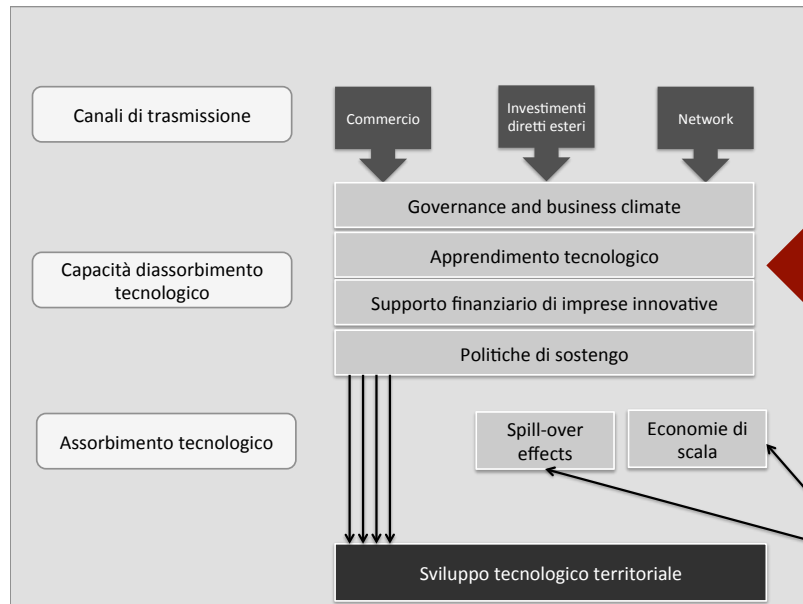 Canali di trasmissione
Commercio
Investimenti
diretti esteri
Network
Governance and business climate
Capacità diassorbimento
tecnologico
Apprendimento tecnologico
Supporto finanziario di imprese innovative
Politiche di sostengo
Assorbimento tecnologico
Spill-over
effects
Economie di
scala
Sviluppo tecnologico territoriale